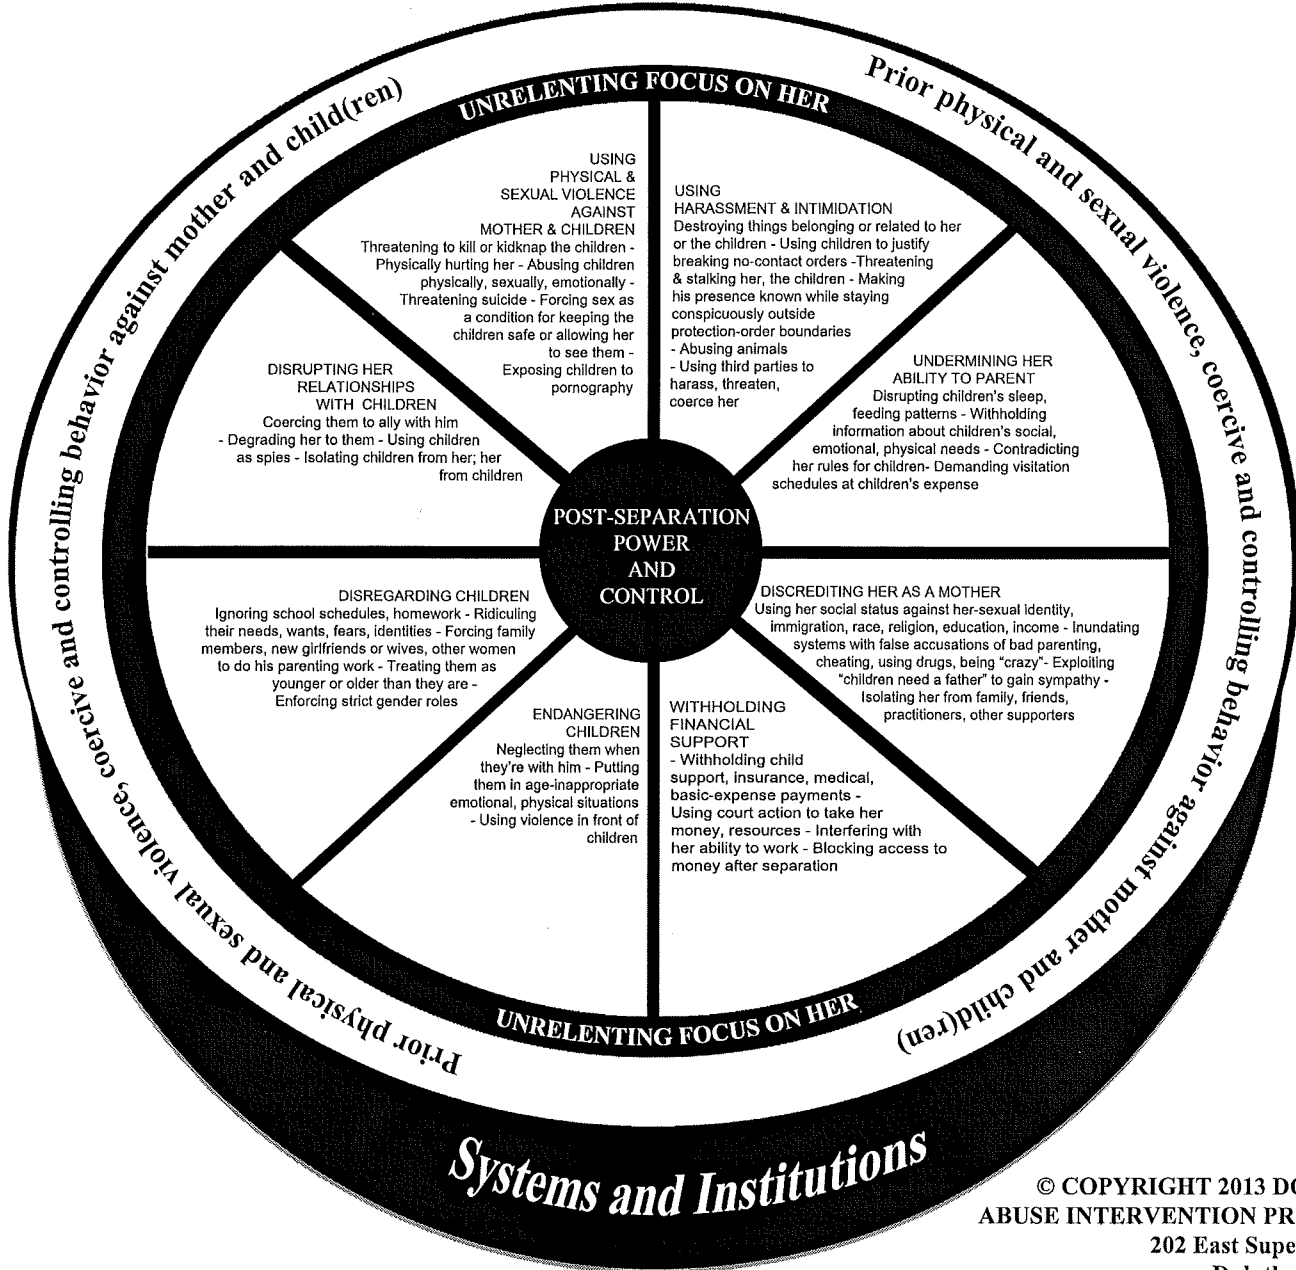 Prior physical and sexual violence, coercive and controlling behavior against mother and child(ren)
Prior physical and sexual violence, coercive and controlling behavior against mother and child(ren)
UNRELENTING FOCUS ON HER
USING
PHYSICAL &
SEXUAL VIOLENCE
AGAINST
MOTHER & CHILDREN
Threatening to kill or kidknap the children -
Physically hurting her - Abusing children
physically, sexually, emotionally -
Threatening suicide - Forcing sex as
a condition for keeping the
children safe or allowing her
to see them -
Exposing children to
pornography
USING
HARASSMENT & INTIMIDATION
Destroying things belonging or related to her
or the children - Using children to justify
breaking no-contact orders -Threatening
& stalking her, the children - Making
his presence known while staying
conspicuously outside
protection-order boundaries
- Abusing animals
- Using third parties to
harass, threaten,
coerce her
UNDERMINING HER
ABILITY TO PARENT
Disrupting children's sleep,
feeding patterns - Withholding
information about children's social,
emotional, physical needs - Contradicting
her rules for children- Demanding visitation
schedules at children's expense
DISCREDITING HER AS A MOTHER
Using her social status against her-sexual identity,
immigration, race, religion, education, income - Inundating
systems with false accusations of bad parenting,
cheating, using drugs, being "crazy"- Exploiting
"children need a father" to gain sympathy -
Isolating her from family, friends,
practitioners, other supporters
WITHHOLDING
FINANCIAL
SUPPORT
- Withholding child
support, insurance, medical,
basic-expense payments -
Using court action to take her
money, resources - Interfering with
her ability to work - Blocking access to
money after separation
ENDANGERING
CHILDREN
Neglecting them when
they're with him - Putting
them in age-inappropriate
emotional, physical situations
- Using violence in front of
children
DISREGARDING CHILDREN
Ignoring school schedules, homework - Ridiculing
their needs, wants, fears, identities - Forcing family
members, new girlfriends or wives, other women
to do his parenting work - Treating them as
younger or older than they are -
Enforcing strict gender roles
DISRUPTING HER
RELATIONSHIPS
WITH CHILDREN
Coercing them to ally with him
- Degrading her to them - Using children
as spies - Isolating children from her; her
from children
POST-SEPARATION
POWER
AND
CONTROL
UNRELENTING FOCUS ON HER
Systems and Institutions
© COPYRIGHT 2013
ABUSE INTERVENTION
202 East